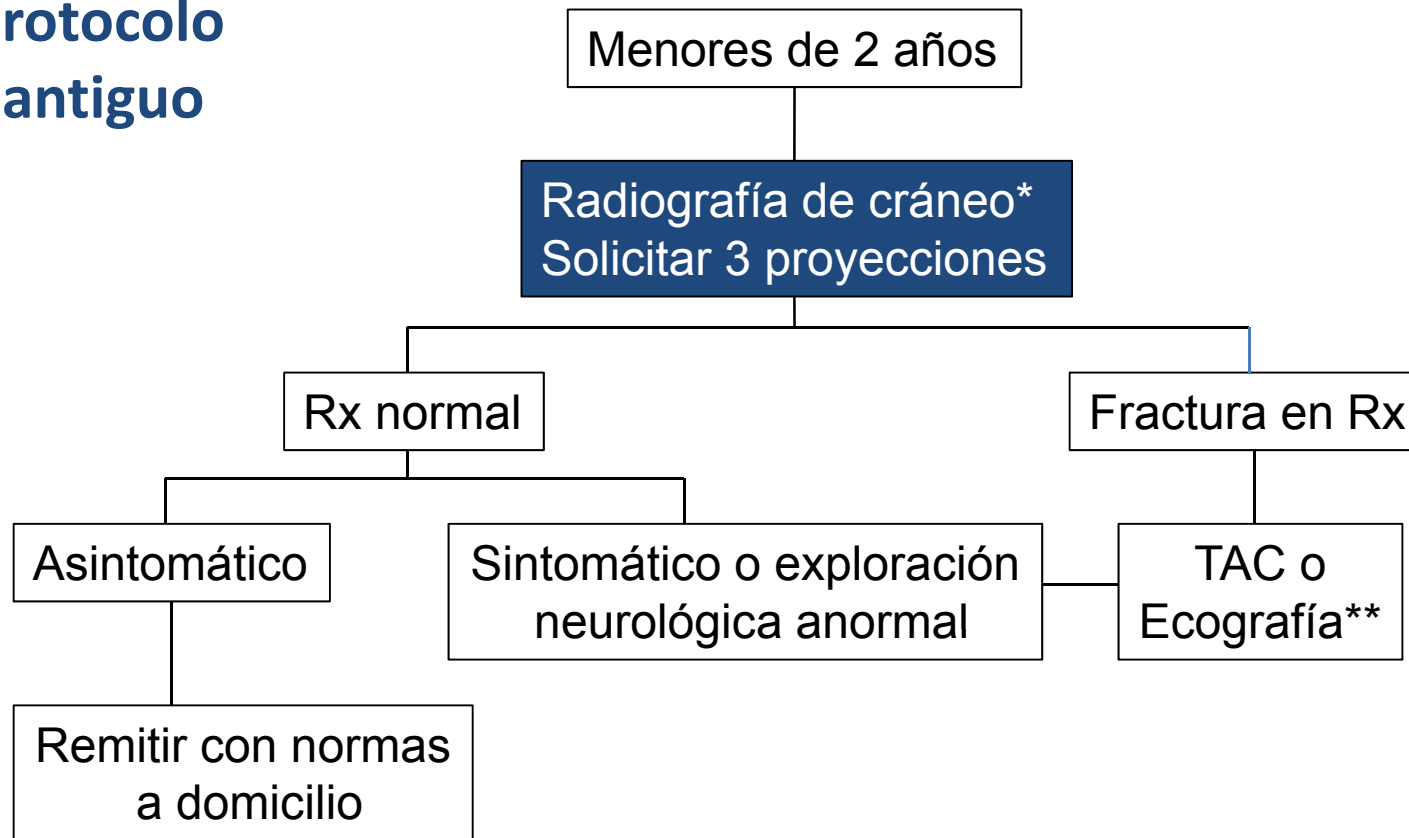 rotocolo
antiguo
Menores de 2 años
Radiografía de cráneo*
Solicitar 3 proyecciones
Rx normal
Fractura en Rx
Asintomático
Sintomático o exploración
neurológica anormal
TAC o
Ecografía**
Remitir con normas
a domicilio